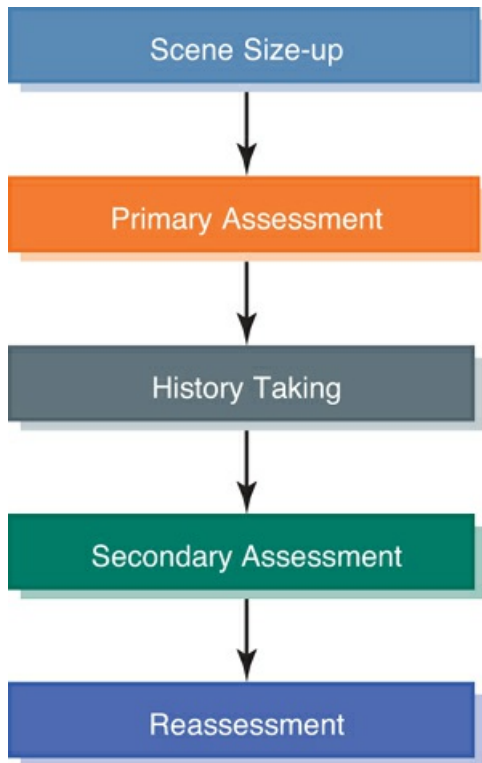 Scene Size-up
Primary Assessment
History Taking
Secondary Assessment
Reassessment